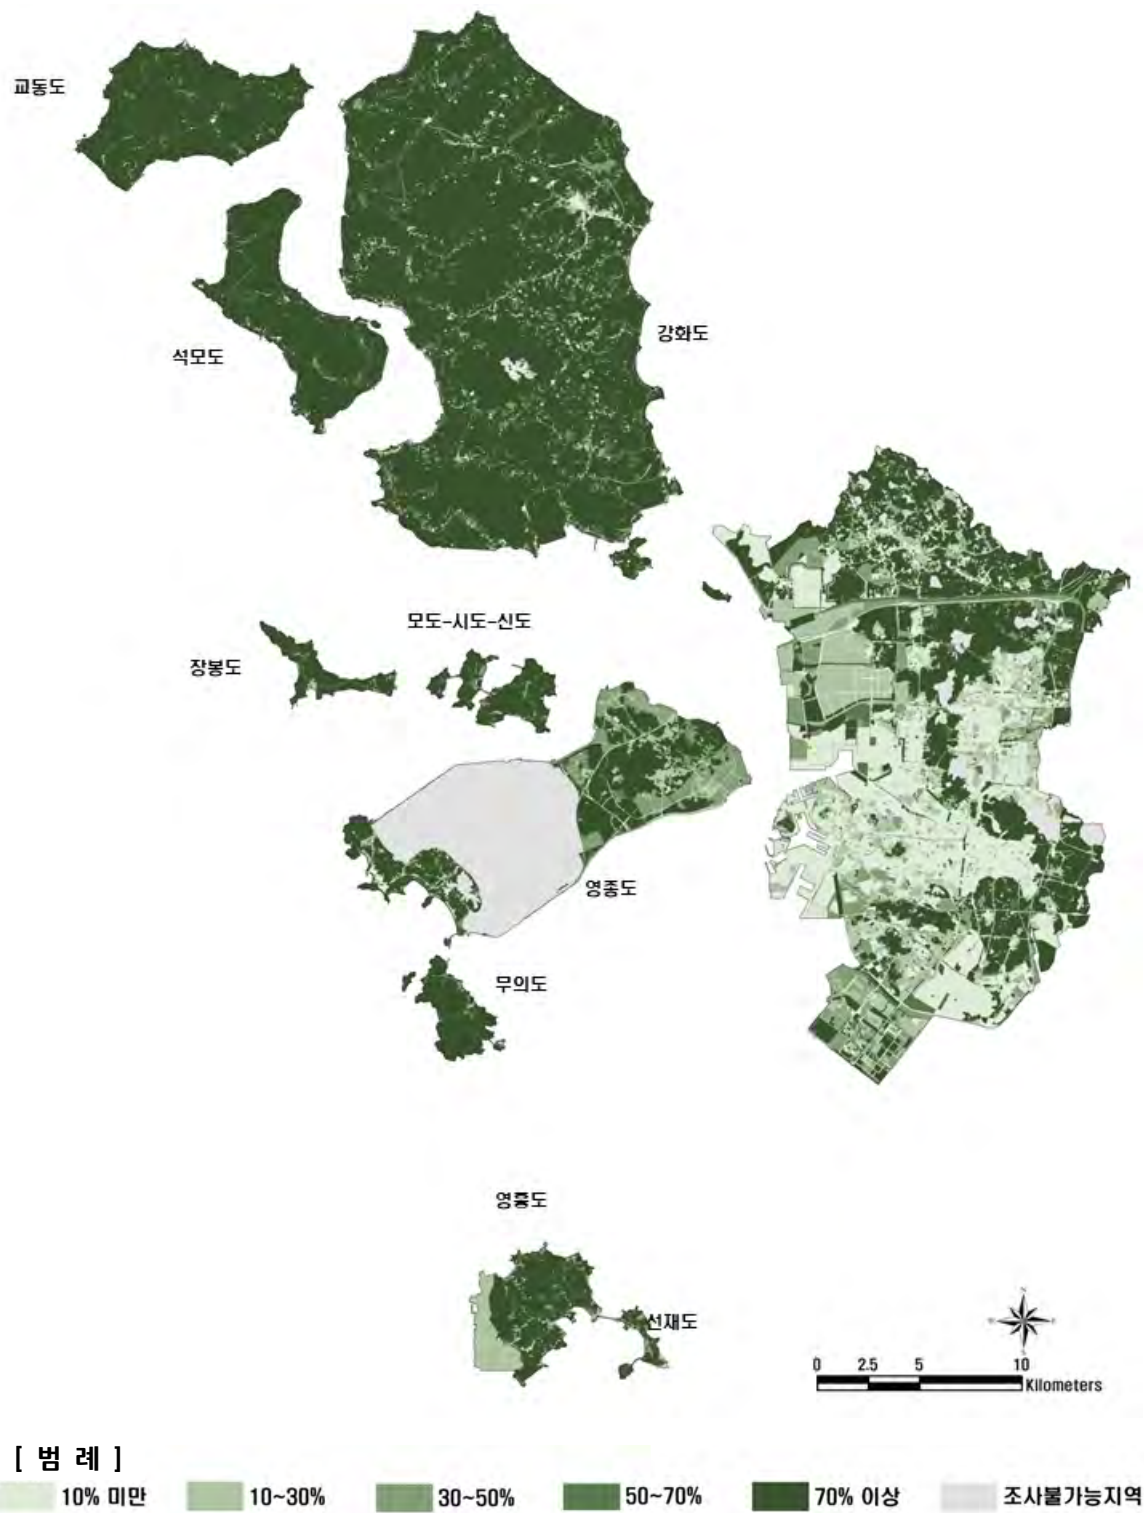 교동도
강화도
석모도
모도-시도-신도
장봉도
영종도
무의도
영흥도
선재도
0 2.5 5 10
Kilometers
[ 범 례 ]
10% 미만 10~30% 30~50% 50~70% 70% 이상 조사불가능지역